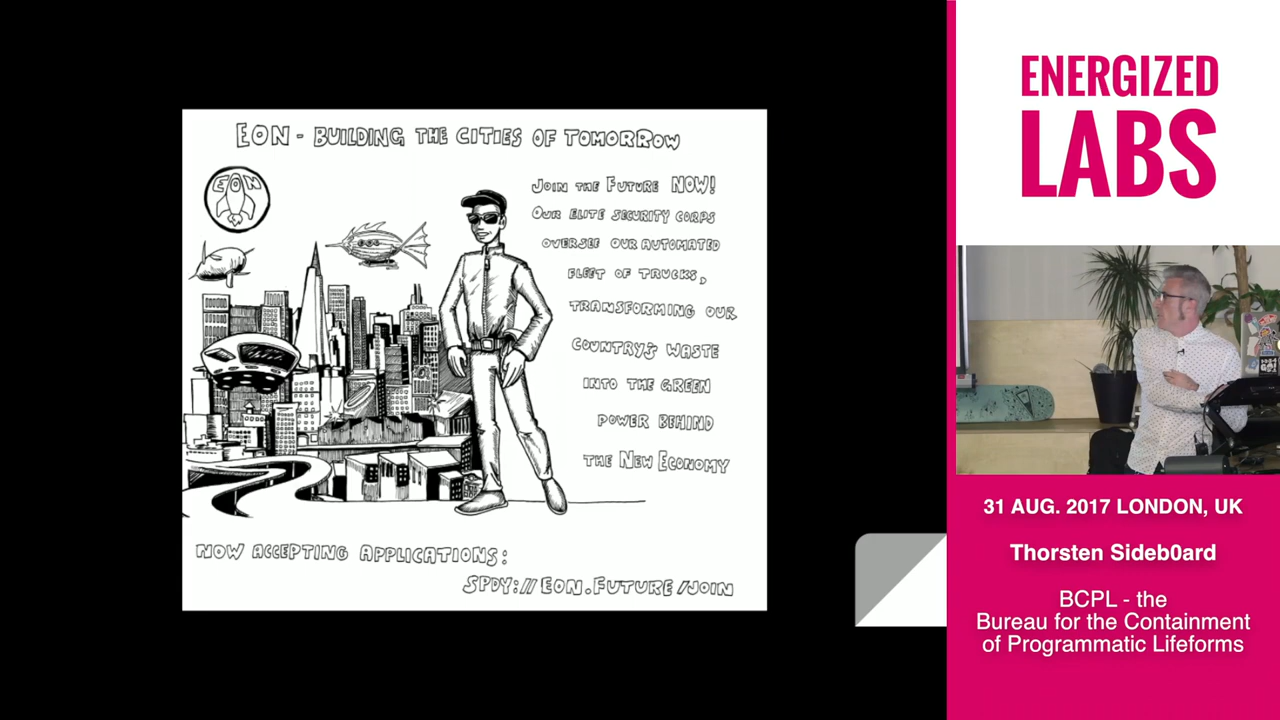 EON - BUILDING THE CITIES OF TOMORROW
EON
JOIN THE FUTURE NOW!
OUR ELITE SECURITY CORPS
OVERSEE OUR AUTOMATED
FLEET OF TRUCKS,
TRANSFORMING OUR
COUNTRY'S WASTE
INTO THE GREEN
POWER BEHIND
THE NEW ECONOMY
NOW ACCEPTING APPLICATIONS:
SPDY://EON.FUTURE/JOIN
ENERGIZED
LABS
31 AUG. 2017 LONDON, UK
Thorsten Sideb0ard
BCPL - the
Bureau for the Containment
of Programmatic Lifeforms